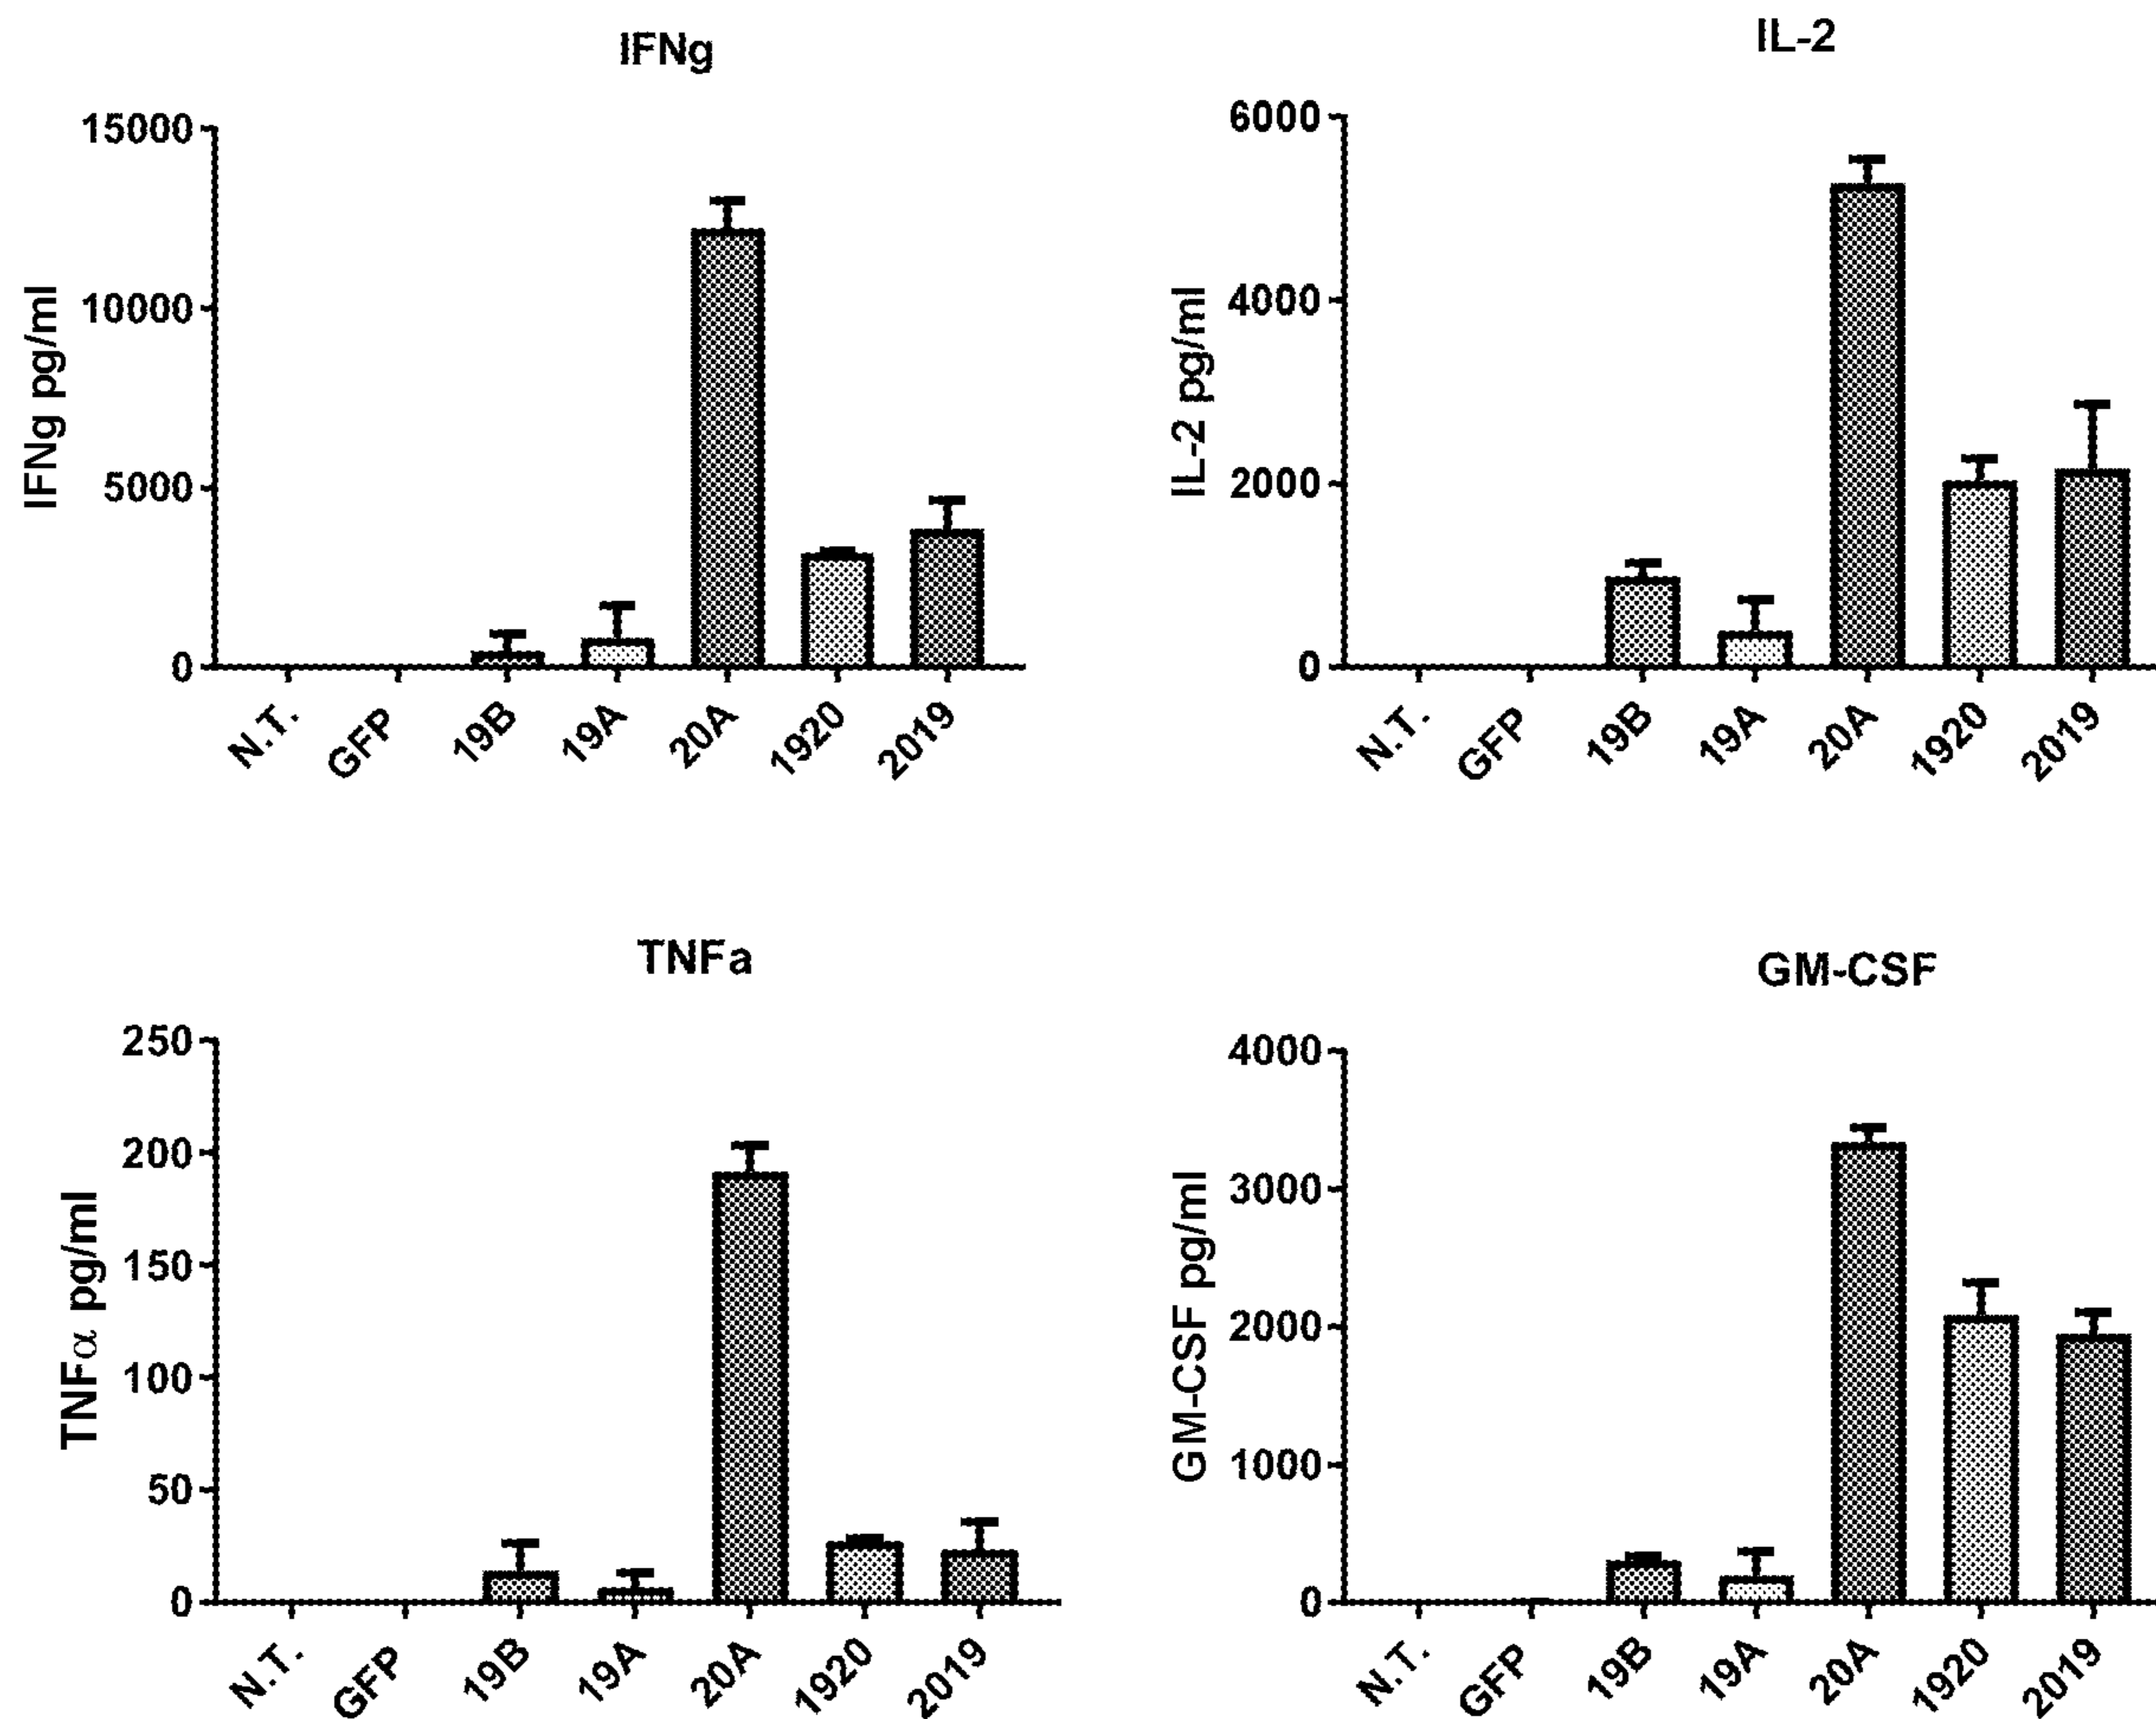 IFNg
IFNg pg/ml
15000
10000
5000
0
N.T.
GFP
19B
19A
20A
1920
2019
IL-2
IL-2 pg/ml
6000
4000
2000
0
N.T.
GFP
19B
19A
20A
1920
2019
TNFa
TNFα pg/ml
250
200
150
100
50
0
N.T.
GFP
19B
19A
20A
1920
2019
GM-CSF
GM-CSF pg/ml
4000
3000
2000
1000
0
N.T.
GFP
19B
19A
20A
1920
2019